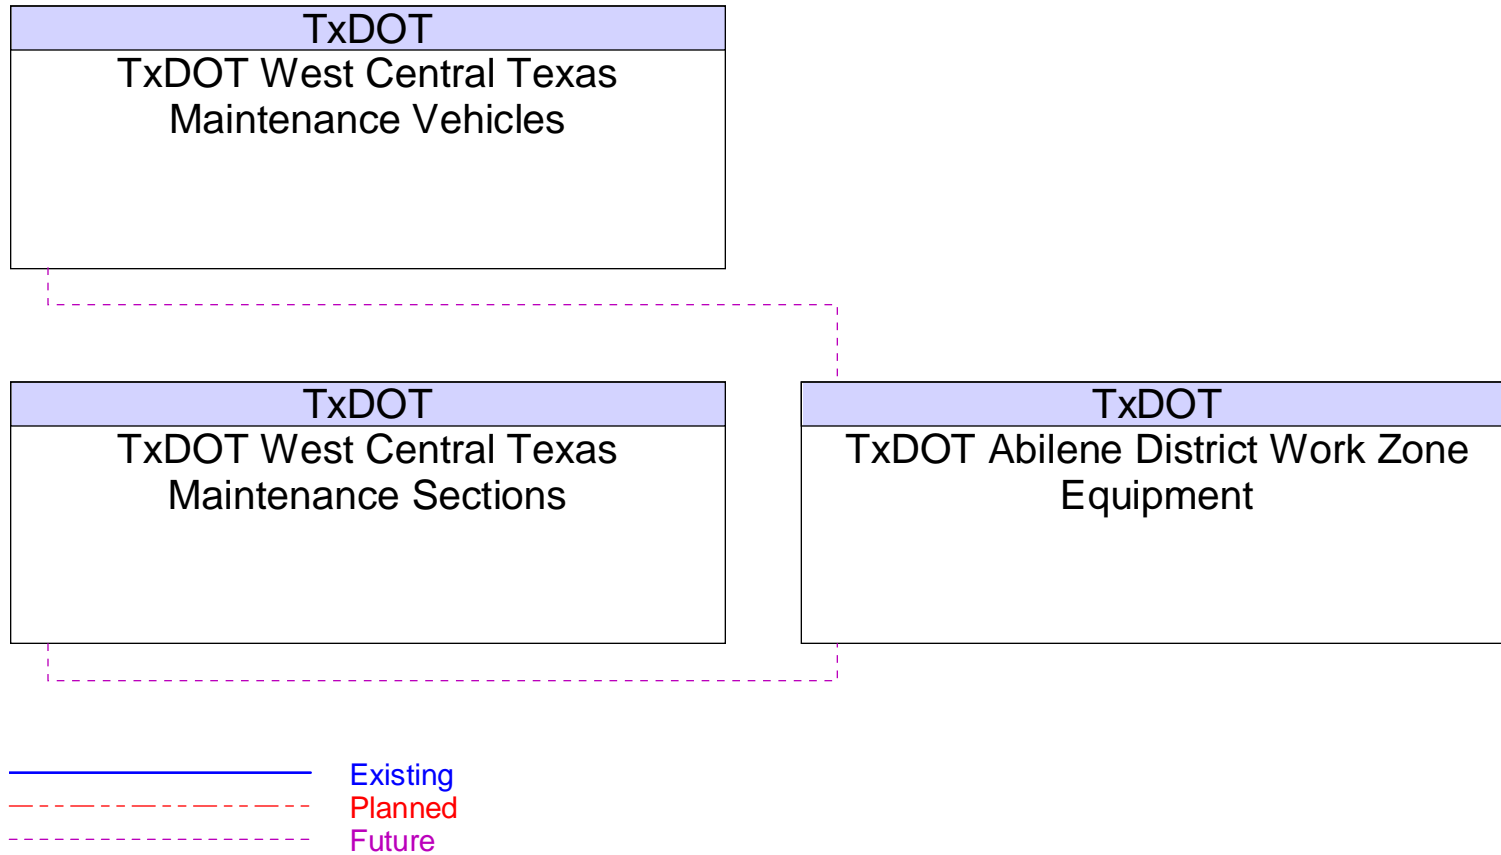 TxDOT
TxDOT West Central Texas
Maintenance Vehicles
TxDOT
TxDOT West Central Texas
Maintenance Sections
TxDOT
TxDOT Abilene District Work Zone
Equipment
Existing
Planned
Future